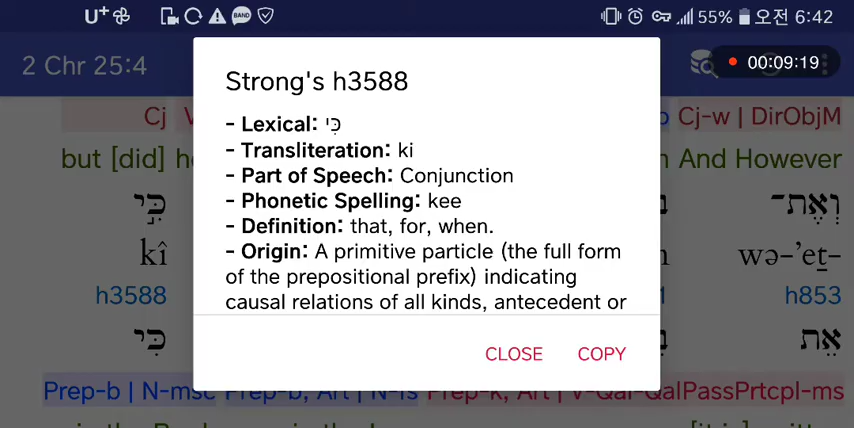 U+ BAND 55% 오전 6:42
2 Chr 25:4 00:09:19
Strong's h3588
- Lexical: כִּי
- Transliteration: ki
- Part of Speech: Conjunction
- Phonetic Spelling: kee
- Definition: that, for, when.
- Origin: A primitive particle (the full form
of the prepositional prefix) indicating
causal relations of all kinds, antecedent or
CLOSE COPY
Cj Cj-w | DirObjM
but [did] And However
כִּ֣י וְאֶת־
kî wə-’eṯ-
h3588 h853
כִּי אֵת
Prep-b | N-msc Prep-b, Art | N-fs Prep-k, Art | V-Qal-QalPassPrtcpl-ms